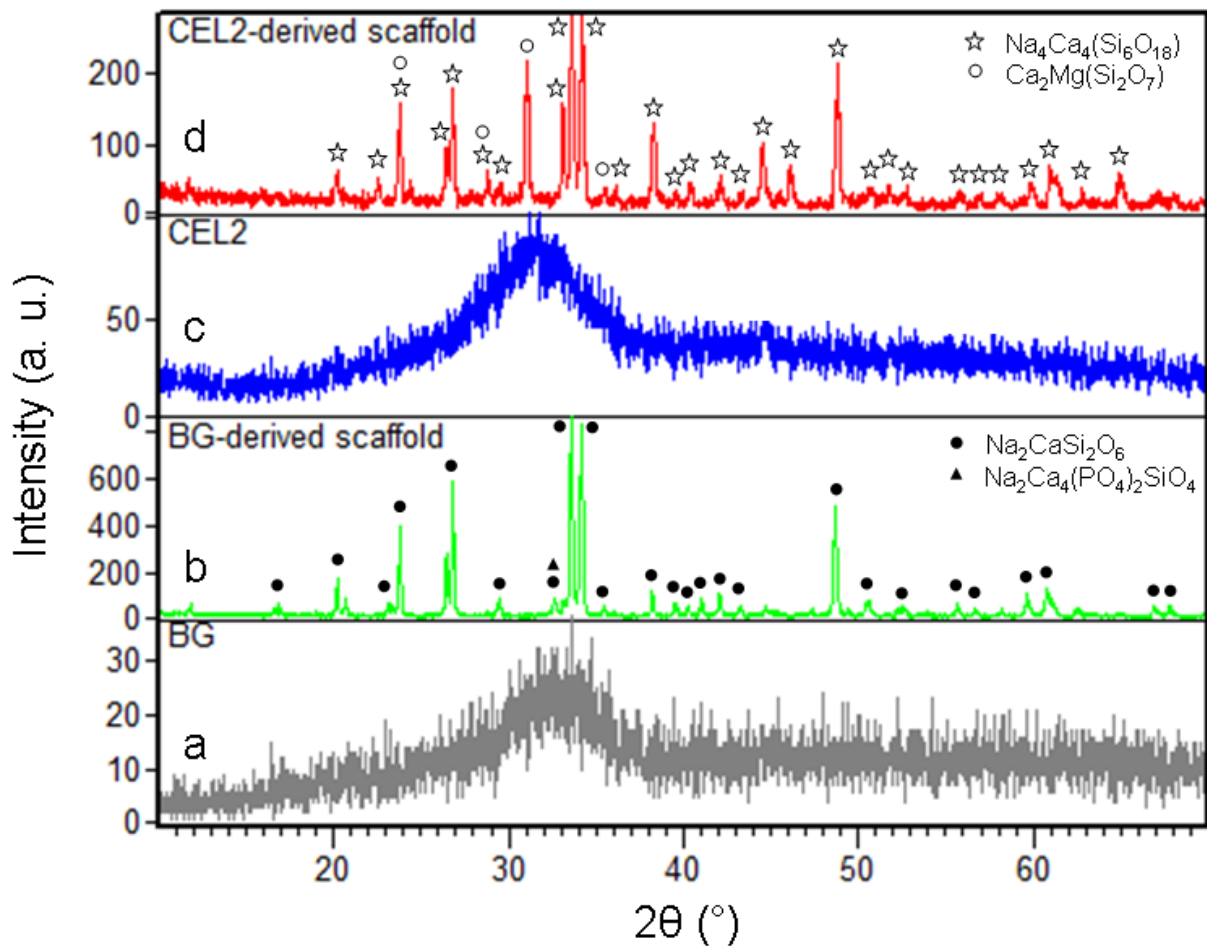 CEL2-derived scaffold
☆ Na₄Ca₄(Si₆O₁₈)
○ Ca₂Mg(Si₂O₇)
200
100
0
d
CEL2
50
0
c
BG-derived scaffold
● Na₂CaSi₂O₆
▲ Na₂Ca₄(PO₄)₂SiO₄
600
400
200
0
b
BG
30
20
10
0
a
20 30 40 50 60
2θ (°)
Intensity (a. u.)